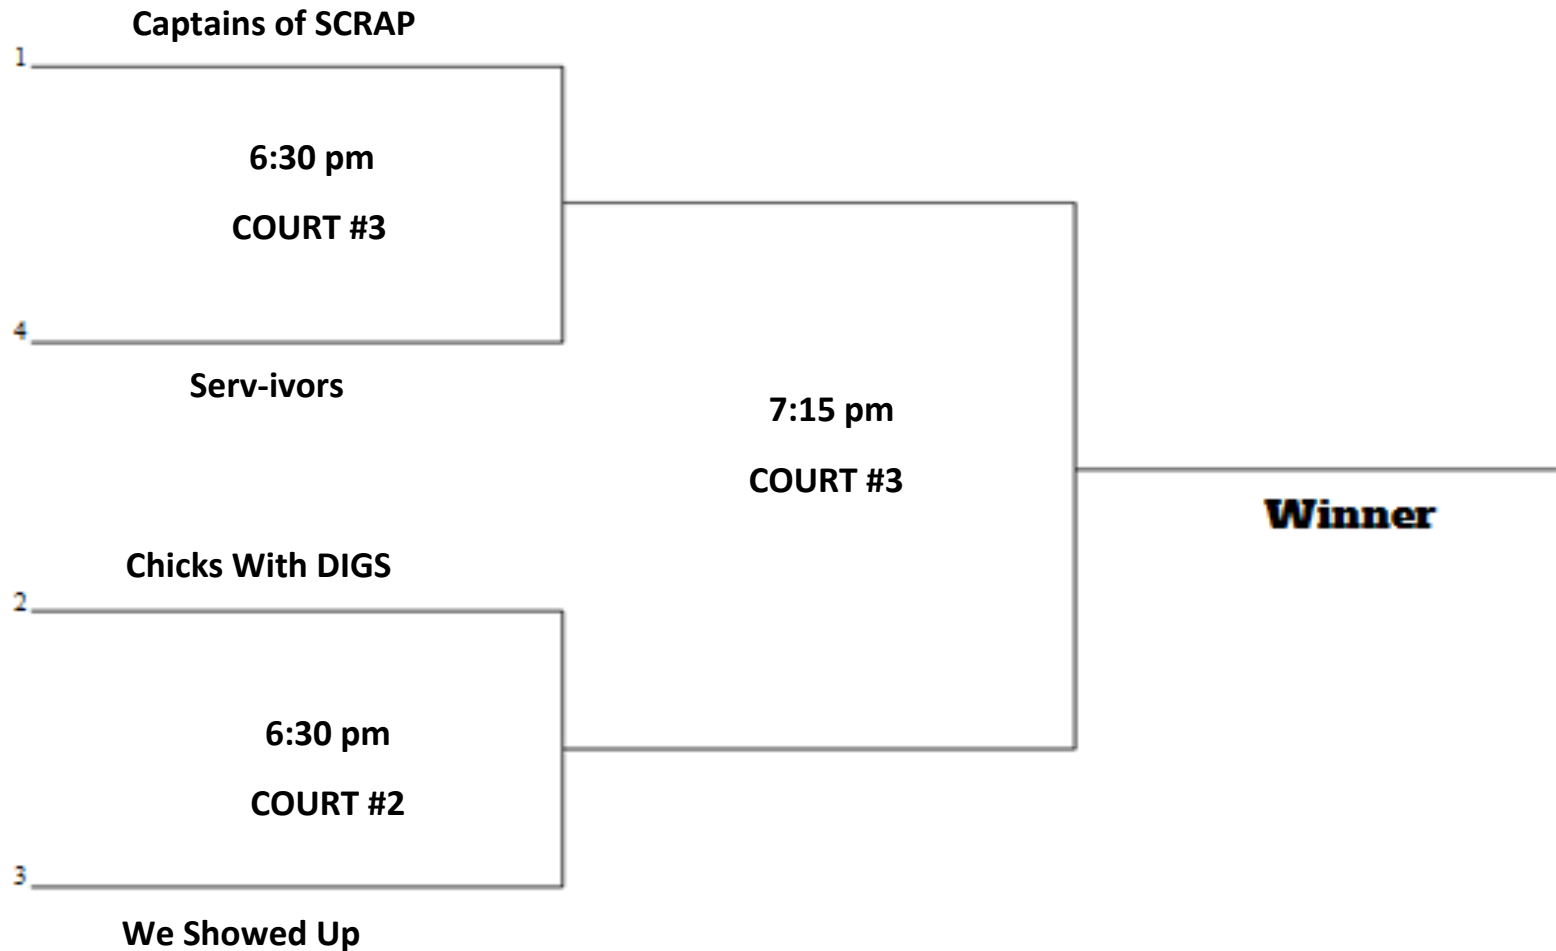 Captains of SCRAP
1
6:30 pm
COURT #3
4
Serv-ivors
7:15 pm
COURT #3
Winner
Chicks With DIGS
2
6:30 pm
COURT #2
3
We Showed Up